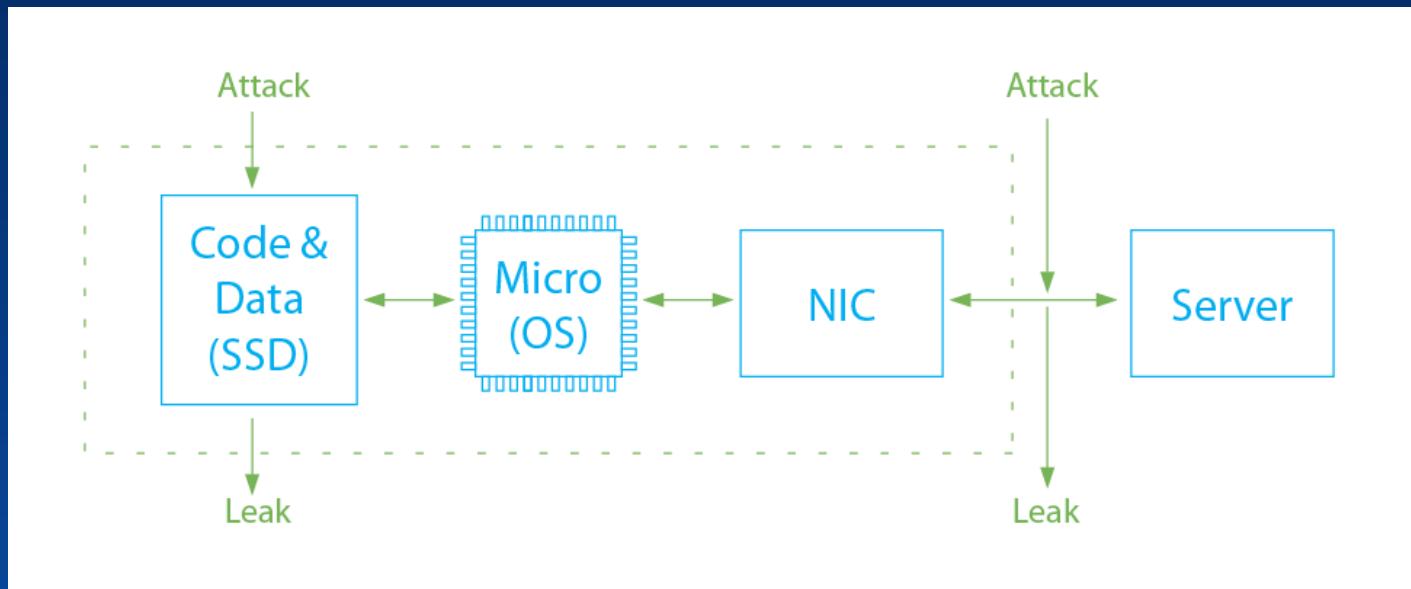 Attack
Attack
Code &
Data
(SSD)
Micro
(OS)
NIC
Server
Leak
Leak